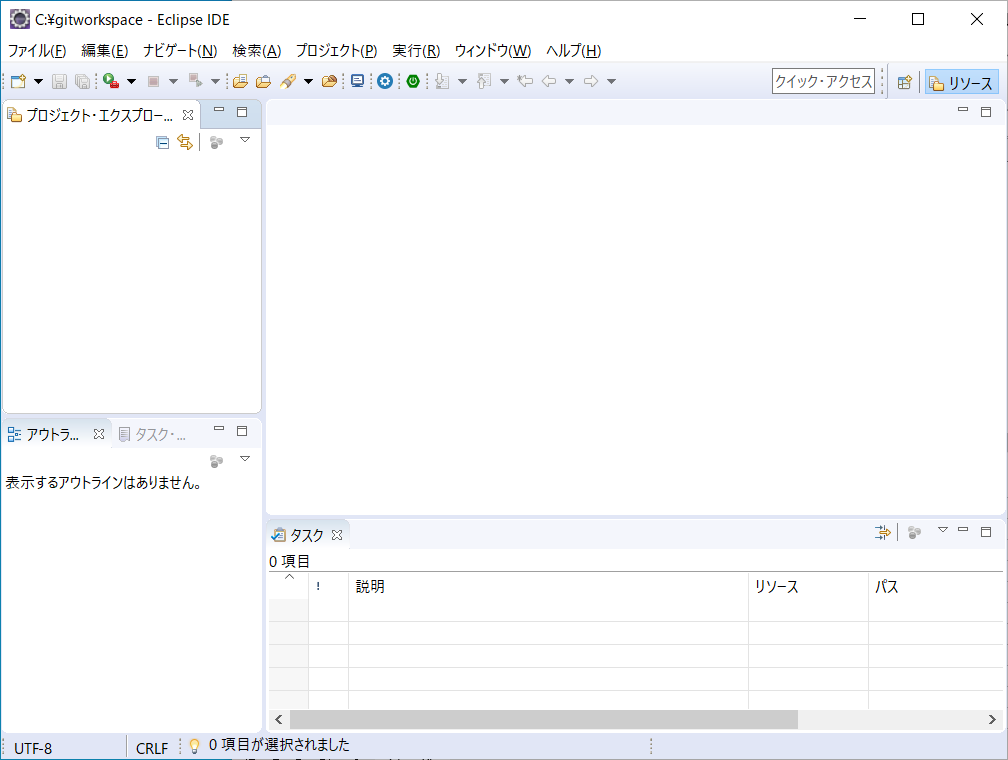 C:¥gitworkspace - Eclipse IDE
ファイル(F) 編集(E) ナビゲート(N) 検索(A) プロジェクト(P) 実行(R) ウィンドウ(W) ヘルプ(H)
クイック・アクセス リソース
プロジェクト・エクスプロー...
アウトラ... タスク・...
表示するアウトラインはありません。
タスク
0 項目
! 説明 リソース パス
UTF-8 CRLF 0 項目が選択されました